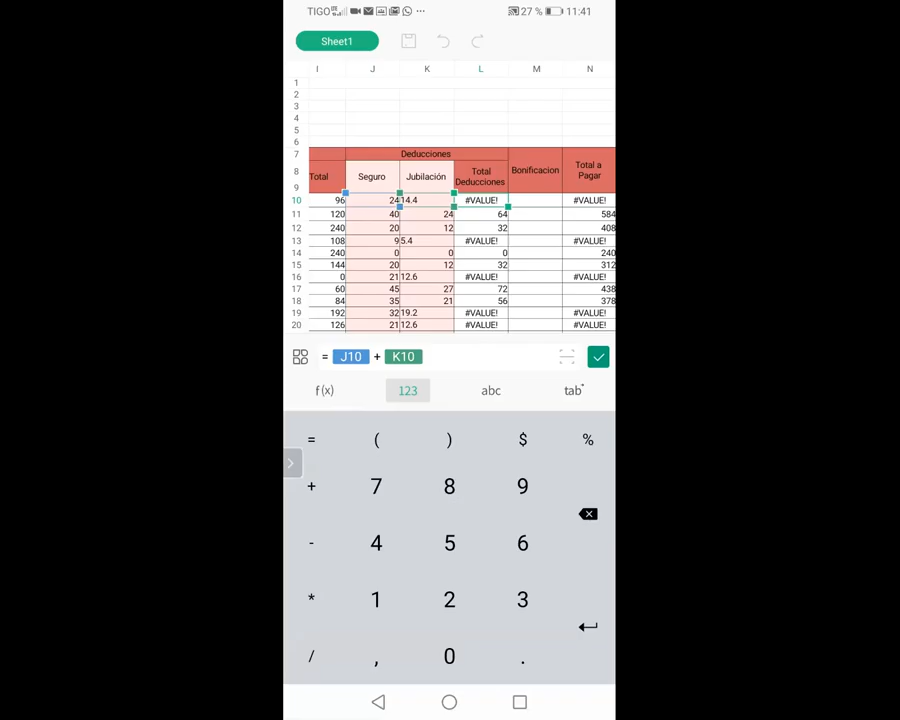 TIGO LTE ... 27 % 11:41
Sheet1
I J K L M N
1
2
3
4
5
6
7 Deducciones
8 Total Seguro Jubilación Total Deducciones Bonificacion Total a Pagar
9
10 96 24 14.4 #VALUE! #VALUE!
11 120 40 24 64 584
12 240 20 12 32 408
13 108 9 5.4 #VALUE! #VALUE!
14 240 0 0 0 240
15 144 20 12 32 312
16 0 21 12.6 #VALUE! #VALUE!
17 60 45 27 72 438
18 84 35 21 56 378
19 192 32 19.2 #VALUE! #VALUE!
20 126 21 12.6 #VALUE! #VALUE!
= J10 + K10
f(x) 123 abc tab
= ( ) $ %
+ 7 8 9
- 4 5 6
* 1 2 3
/ , 0 .